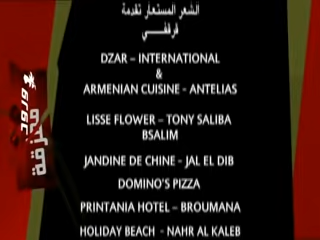 الشعر المستعار تقدمة
DZAR – INTERNATIONAL
&
ARMENIAN CUISINE - ANTELIAS
LISSE FLOWER – TONY SALIBA
BSALIM
JANDINE DE CHINE - JAL EL DIB
DOMINO'S PIZZA
PRINTANIA HOTEL – BROUMANA
HOLIDAY BEACH - NAHR AL KALEB